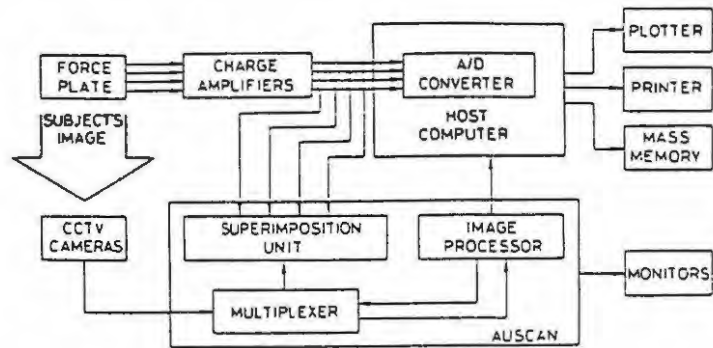 FORCE
PLATE
CHARGE
AMPLIFIERS
A/D
CONVERTER
HOST
COMPUTER
PLOTTER
PRINTER
MASS
MEMORY
SUBJECT'S
IMAGE
CCTV
CAMERAS
SUPERIMPOSITION
UNIT
IMAGE
PROCESSOR
MULTIPLEXER
MONITORS
AUSCAN